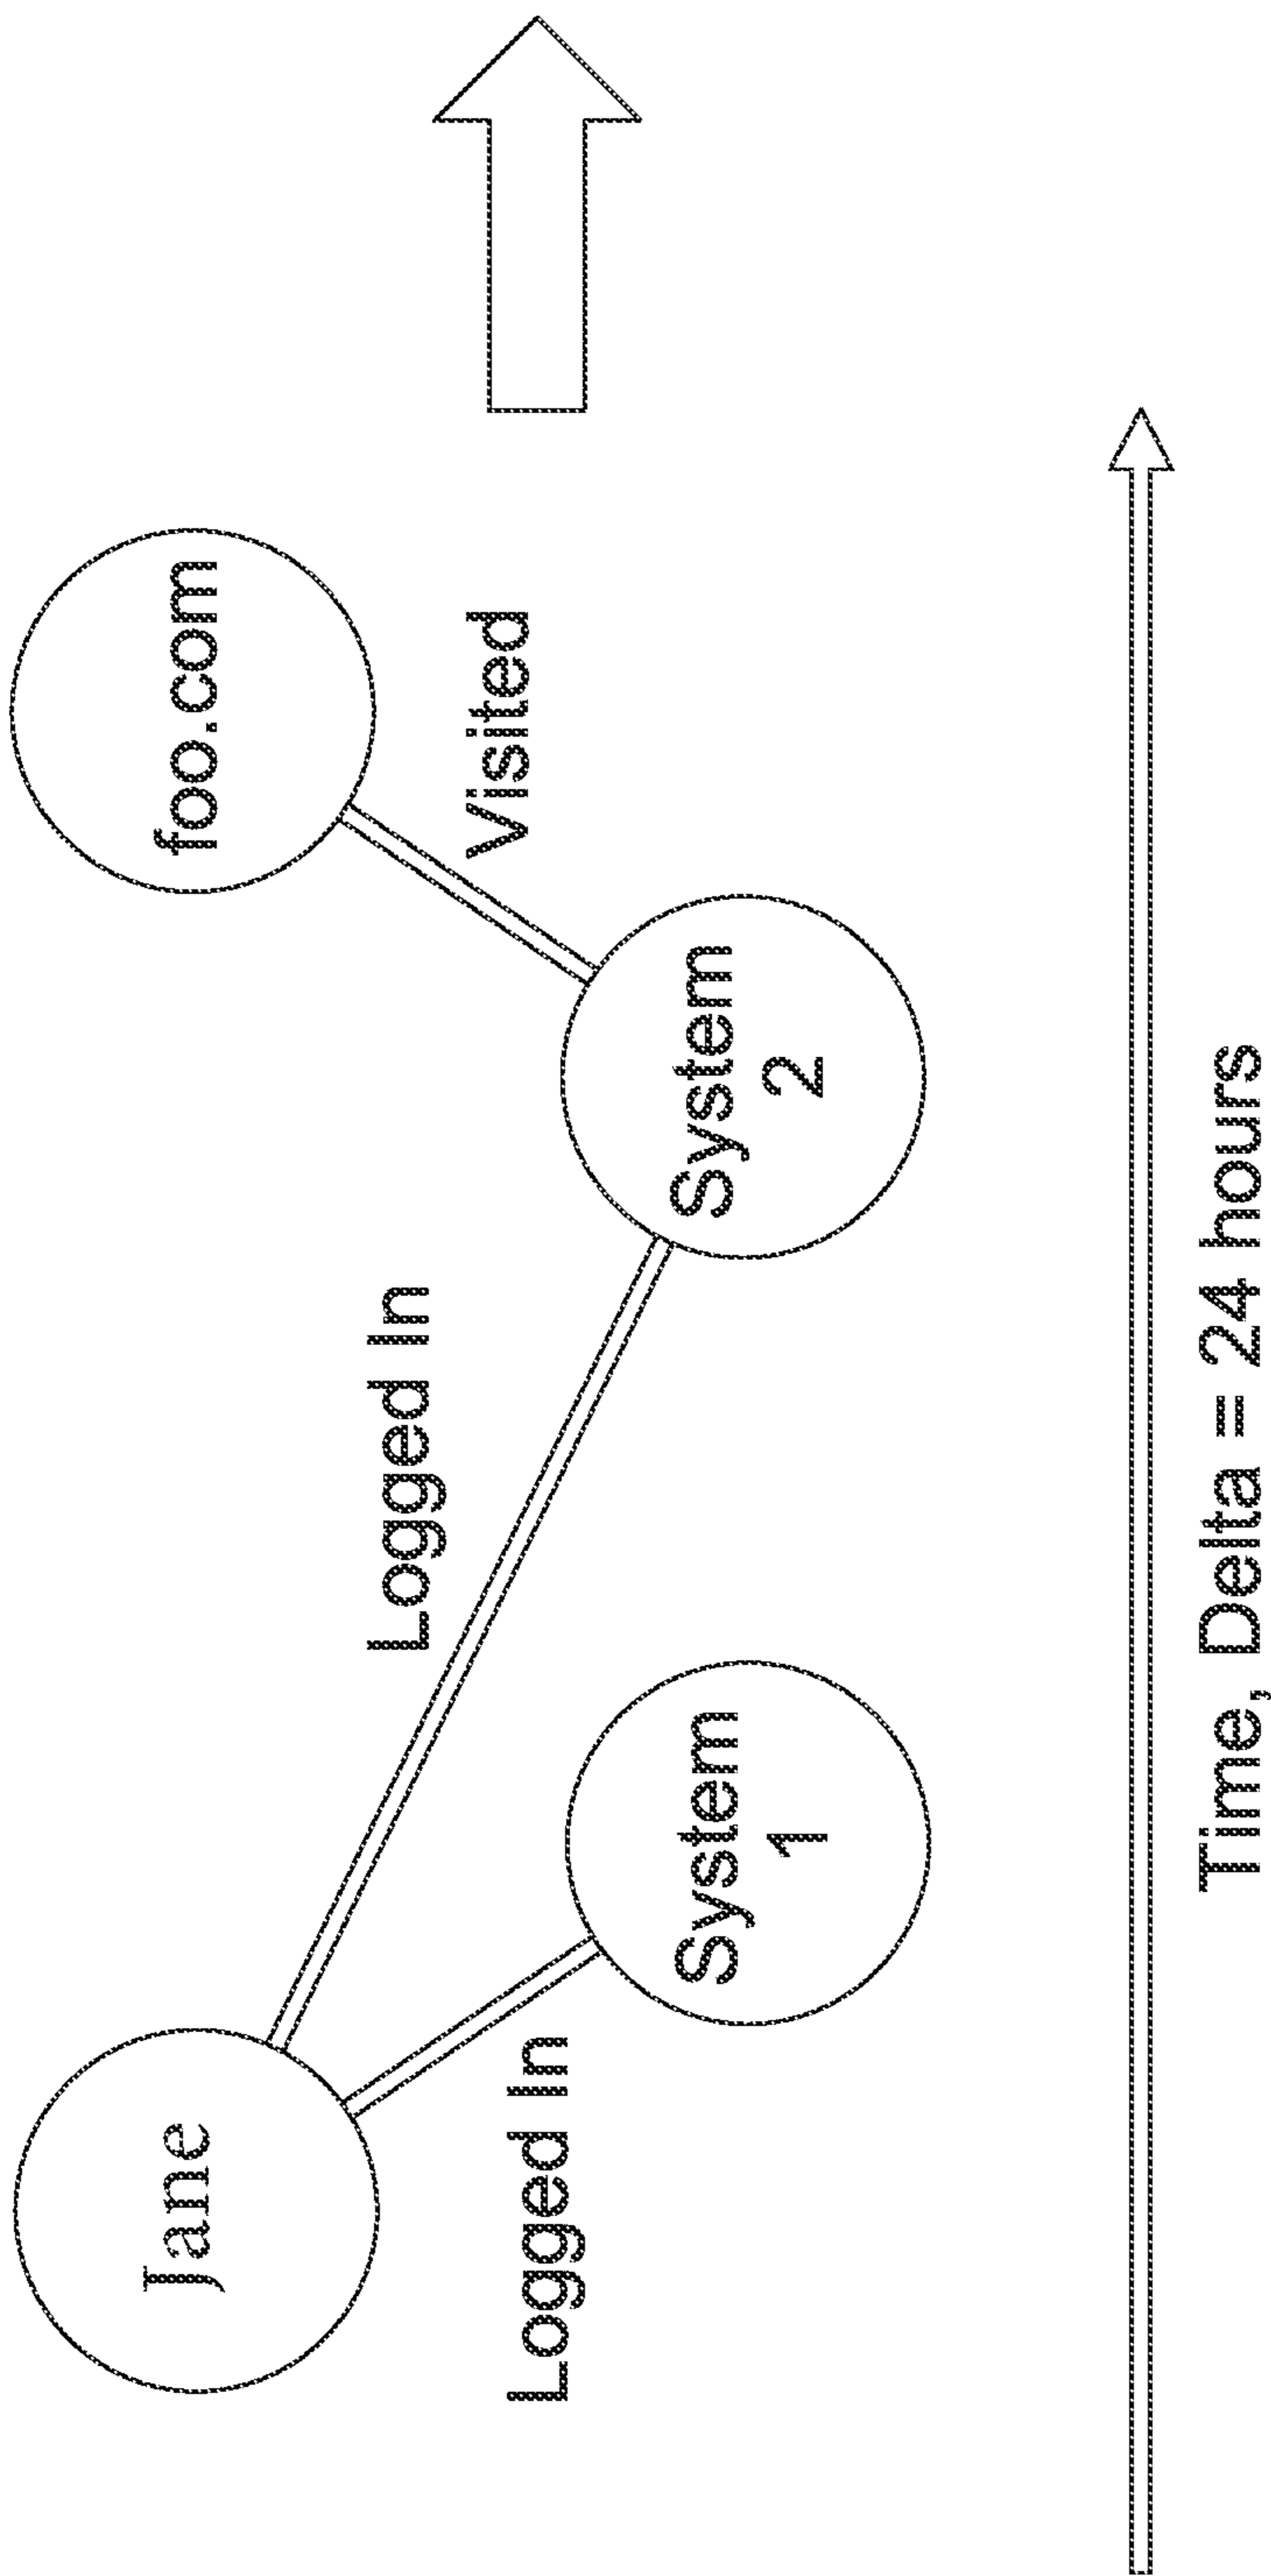 Jane
foo.com
Logged In
Logged In
Visited
System
1
System
2
Time, Delta = 24 hours